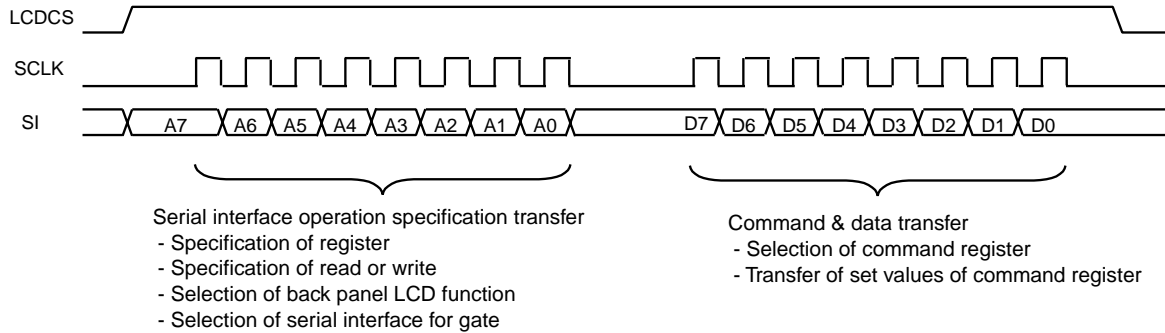 LCDCS
SCLK
SI A7 A6 A5 A4 A3 A2 A1 A0 D7 D6 D5 D4 D3 D2 D1 D0
Serial interface operation specification transfer
- Specification of register
- Specification of read or write
- Selection of back panel LCD function
- Selection of serial interface for gate
Command & data transfer
- Selection of command register
- Transfer of set values of command register